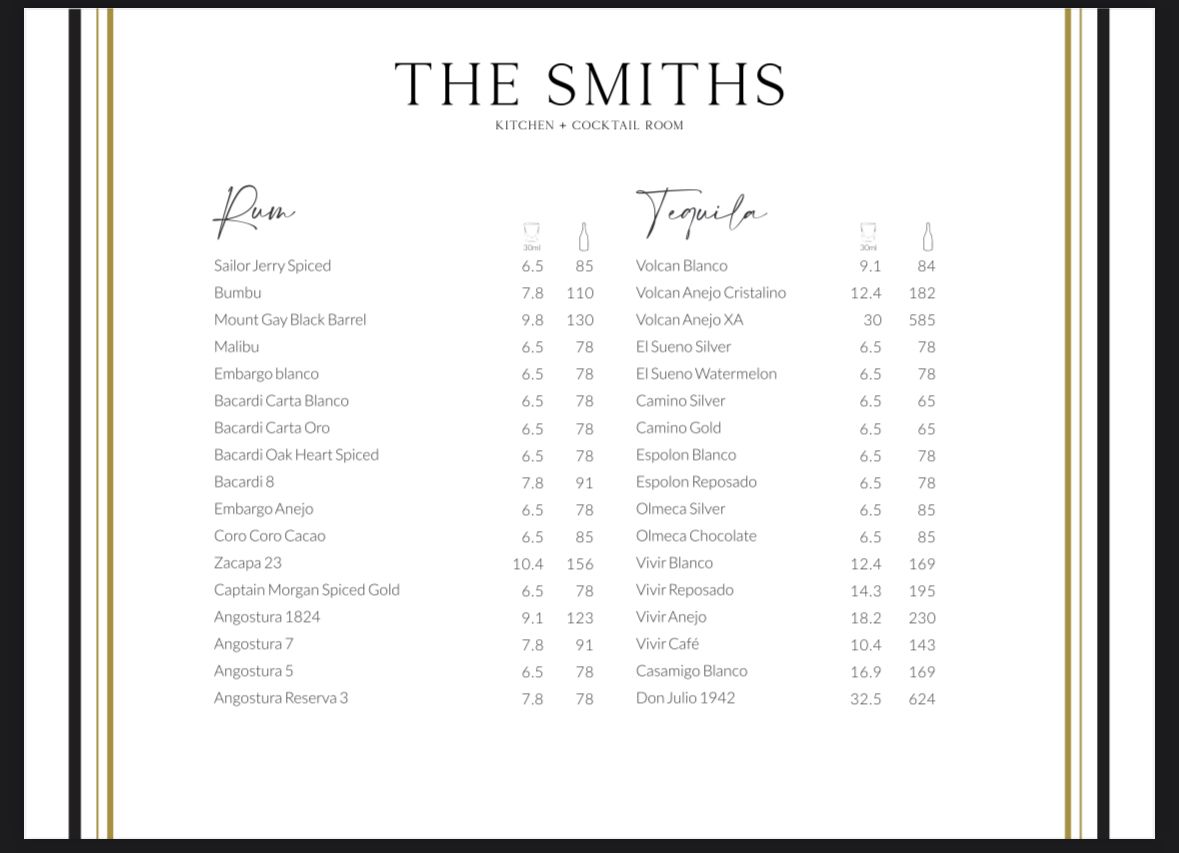 THE SMITHS
KITCHEN + COCKTAIL ROOM
Rum
30ml
Sailor Jerry Spiced 6.5 85
Bumbu 7.8 110
Mount Gay Black Barrel 9.8 130
Malibu 6.5 78
Embargo blanco 6.5 78
Bacardi Carta Blanco 6.5 78
Bacardi Carta Oro 6.5 78
Bacardi Oak Heart Spiced 6.5 78
Bacardi 8 7.8 91
Embargo Anejo 6.5 78
Coro Coro Cacao 6.5 85
Zacapa 23 10.4 156
Captain Morgan Spiced Gold 6.5 78
Angostura 1824 9.1 123
Angostura 7 7.8 91
Angostura 5 6.5 78
Angostura Reserva 3 7.8 78
Tequila
30ml
Volcan Blanco 9.1 84
Volcan Anejo Cristalino 12.4 182
Volcan Anejo XA 30 585
El Sueno Silver 6.5 78
El Sueno Watermelon 6.5 78
Camino Silver 6.5 65
Camino Gold 6.5 65
Espolon Blanco 6.5 78
Espolon Reposado 6.5 78
Olmeca Silver 6.5 85
Olmeca Chocolate 6.5 85
Vivir Blanco 12.4 169
Vivir Reposado 14.3 195
Vivir Anejo 18.2 230
Vivir Café 10.4 143
Casamigo Blanco 16.9 169
Don Julio 1942 32.5 624